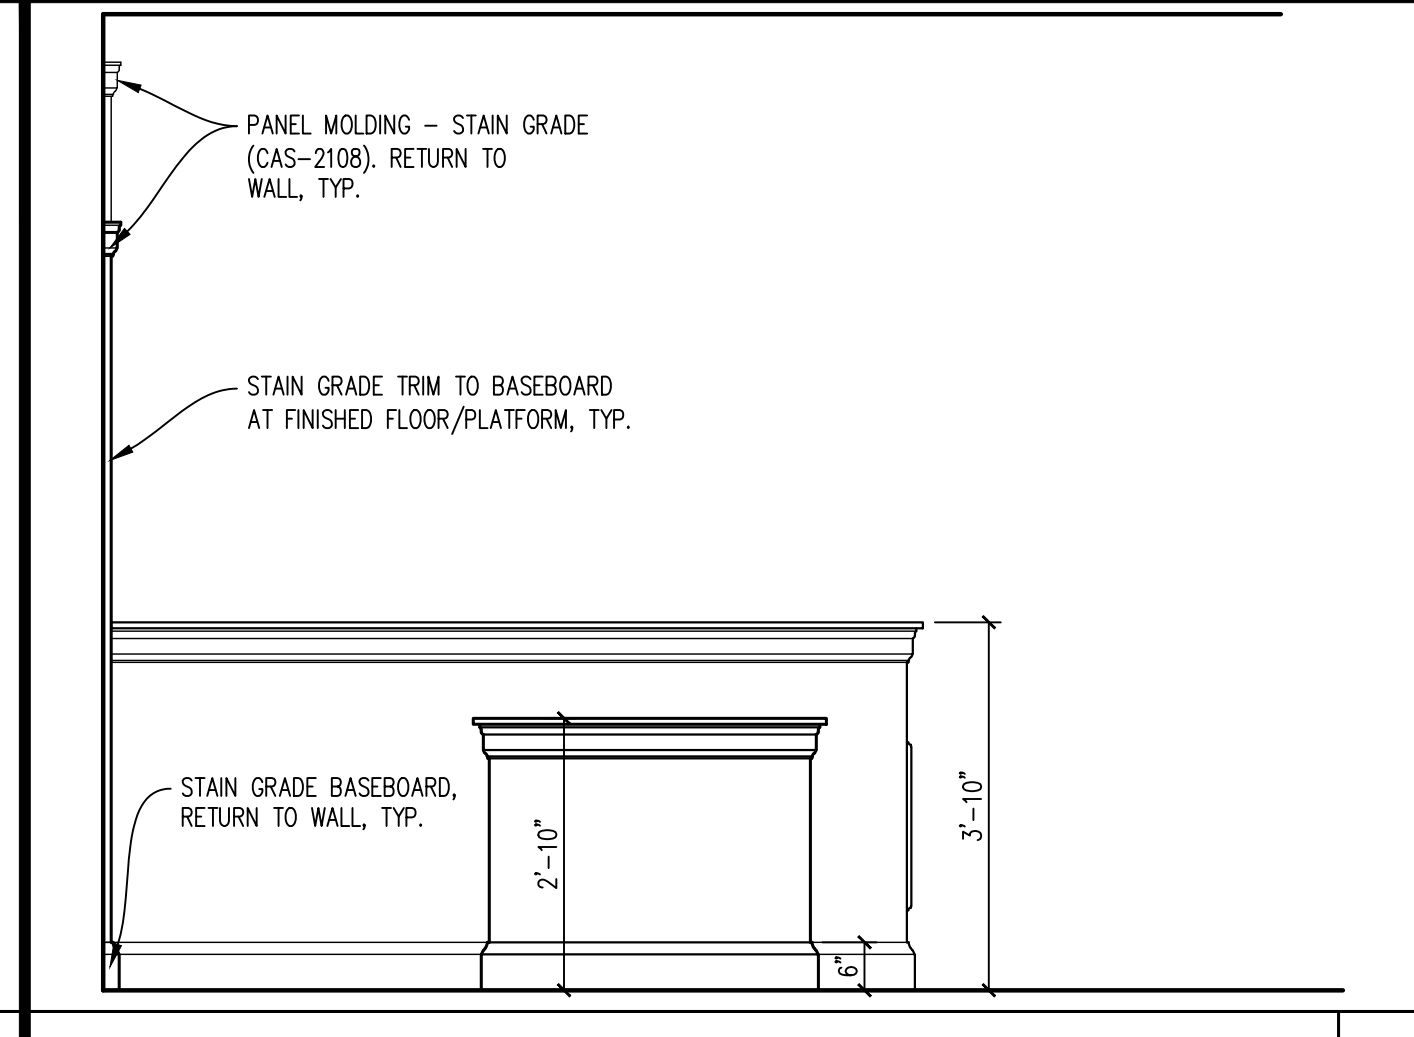 PANEL MOLDING – STAIN GRADE
(CAS–2108). RETURN TO
WALL, TYP.
STAIN GRADE TRIM TO BASEBOARD
AT FINISHED FLOOR/PLATFORM, TYP.
STAIN GRADE BASEBOARD,
RETURN TO WALL, TYP.
2'–10"
6"
3'–10"